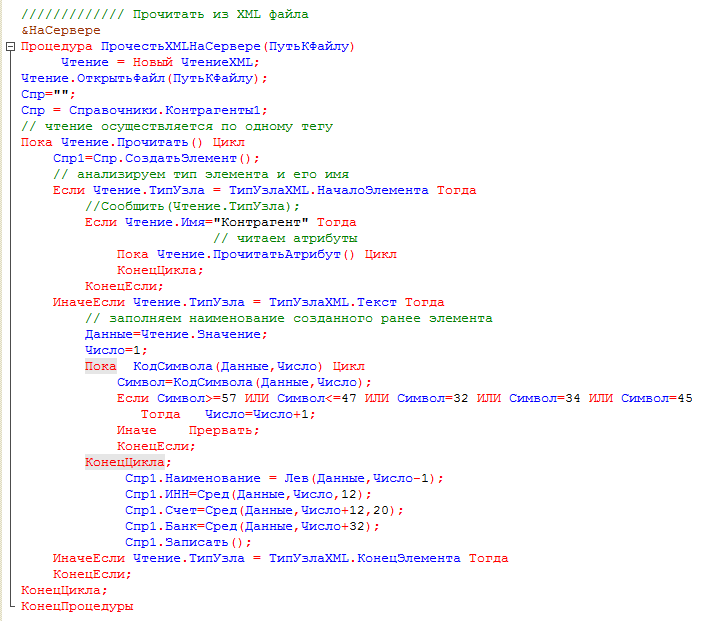 ///////////// Прочитать из XML файла
&НаСервере
Процедура ПрочестьXMLНаСервере(ПутьКФайлу)
Чтение = Новый ЧтениеXML;
Чтение.ОткрытьФайл(ПутьКФайлу);
Спр="";
Спр = Справочники.Контрагенты1;
// чтение осуществляется по одному тегу
Пока Чтение.Прочитать() Цикл
Спр1=Спр.СоздатьЭлемент();
// анализируем тип элемента и его имя
Если Чтение.ТипУзла = ТипУзлаXML.НачалоЭлемента Тогда
//Сообщить(Чтение.ТипУзла);
Если Чтение.Имя="Контрагент" Тогда
// читаем атрибуты
Пока Чтение.ПрочитатьАтрибут() Цикл
КонецЦикла;
КонецЕсли;
ИначеЕсли Чтение.ТипУзла = ТипУзлаXML.Текст Тогда
// заполняем наименование созданного ранее элемента
Данные=Чтение.Значение;
Число=1;
Пока КодСимвола(Данные,Число) Цикл
Символ=КодСимвола(Данные,Число);
Если Символ>=57 ИЛИ Символ<=47 ИЛИ Символ=32 ИЛИ Символ=34 ИЛИ Символ=45
Тогда Число=Число+1;
Иначе Прервать;
КонецЕсли;
КонецЦикла;
Спр1.Наименование = Лев(Данные,Число-1);
Спр1.ИНН=Сред(Данные,Число,12);
Спр1.Счет=Сред(Данные,Число+12,20);
Спр1.Банк=Сред(Данные,Число+32);
Спр1.Записать();
ИначеЕсли Чтение.ТипУзла = ТипУзлаXML.КонецЭлемента Тогда
КонецЕсли;
КонецЦикла;
КонецПроцедуры